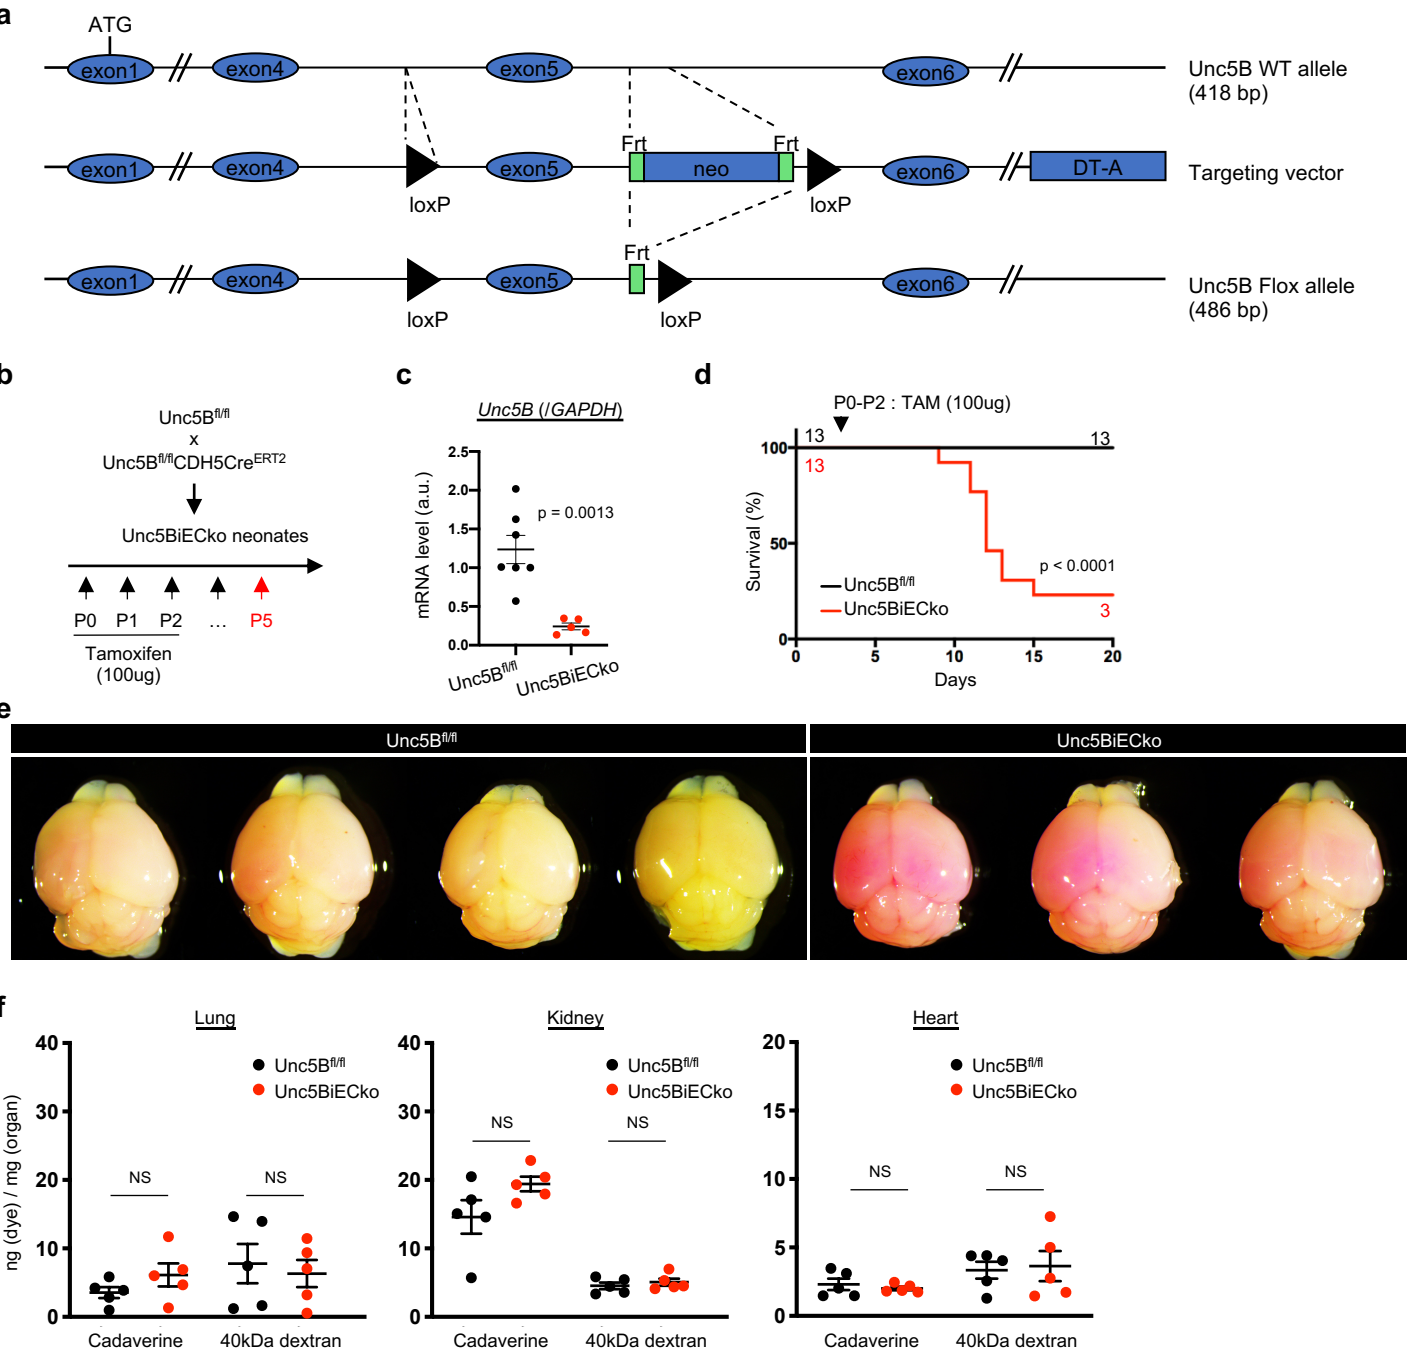 a
ATG
exon1
exon4
exon5
exon6
Unc5B WT allele
(418 bp)
Frt
Frt
exon1
exon4
exon5
neo
exon6
DT-A
Targeting vector
loxP
loxP
Frt
exon1
exon4
exon5
exon6
Unc5B Flox allele
(486 bp)
loxP
loxP
b
Unc5Bfl/fl
x
Unc5Bfl/flCDH5CreERT2
Unc5BiECko neonates
P0 P1 P2 ... P5
Tamoxifen
(100ug)
c
Unc5B (/GAPDH)
mRNA level (a.u.)
2.5
2.0
1.5
1.0
0.5
0.0
p = 0.0013
Unc5Bfl/fl
Unc5BiECko
d
P0-P2 : TAM (100ug)
Survival (%)
100
50
0
13
13
13
p < 0.0001
Unc5Bfl/fl
Unc5BiECko
3
0 5 10 15 20
Days
e
Unc5Bfl/fl
Unc5BiECko
f
ng (dye) / mg (organ)
Lung
40
30
20
10
0
Unc5Bfl/fl
Unc5BiECko
NS
NS
Cadaverine
40kDa dextran
Kidney
40
30
20
10
0
Unc5Bfl/fl
Unc5BiECko
NS
NS
Cadaverine
40kDa dextran
Heart
20
15
10
5
0
Unc5Bfl/fl
Unc5BiECko
NS
NS
Cadaverine
40kDa dextran